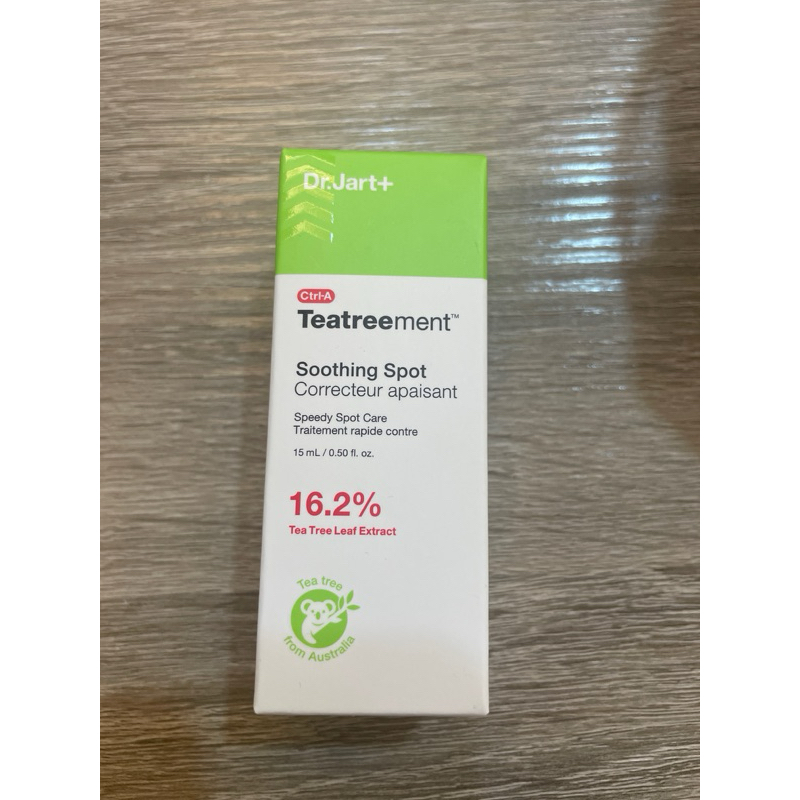 Dr.Jart+
Ctrl-A
Teatreement™
Soothing Spot
Correcteur apaisant
Speedy Spot Care
Traitement rapide contre
15 mL / 0.50 fl. oz.
16.2%
Tea Tree Leaf Extract
Tea tree
from Australia